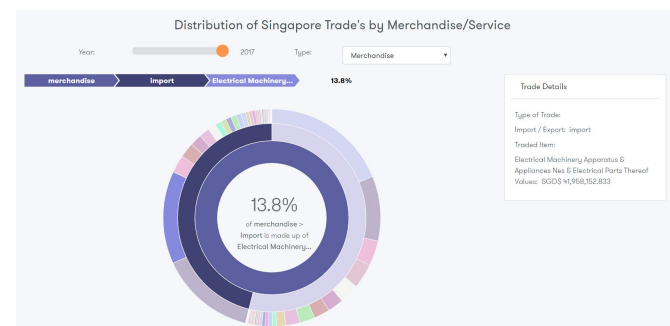 Distribution of Singapore Trade's by Merchandise/Service
Year: 2017 Type: Merchandise
merchandise import Electrical Machinery... 13.8%
Trade Details
Type of Trade:
Import / Export: import
Traded Item:
Electrical Machinery Apparatus &
Appliances Nes & Electrical Parts Thereof
Values: SGD$ 41,958,152,833
13.8%
of merchandise >
Import is made up of
Electrical Machinery...